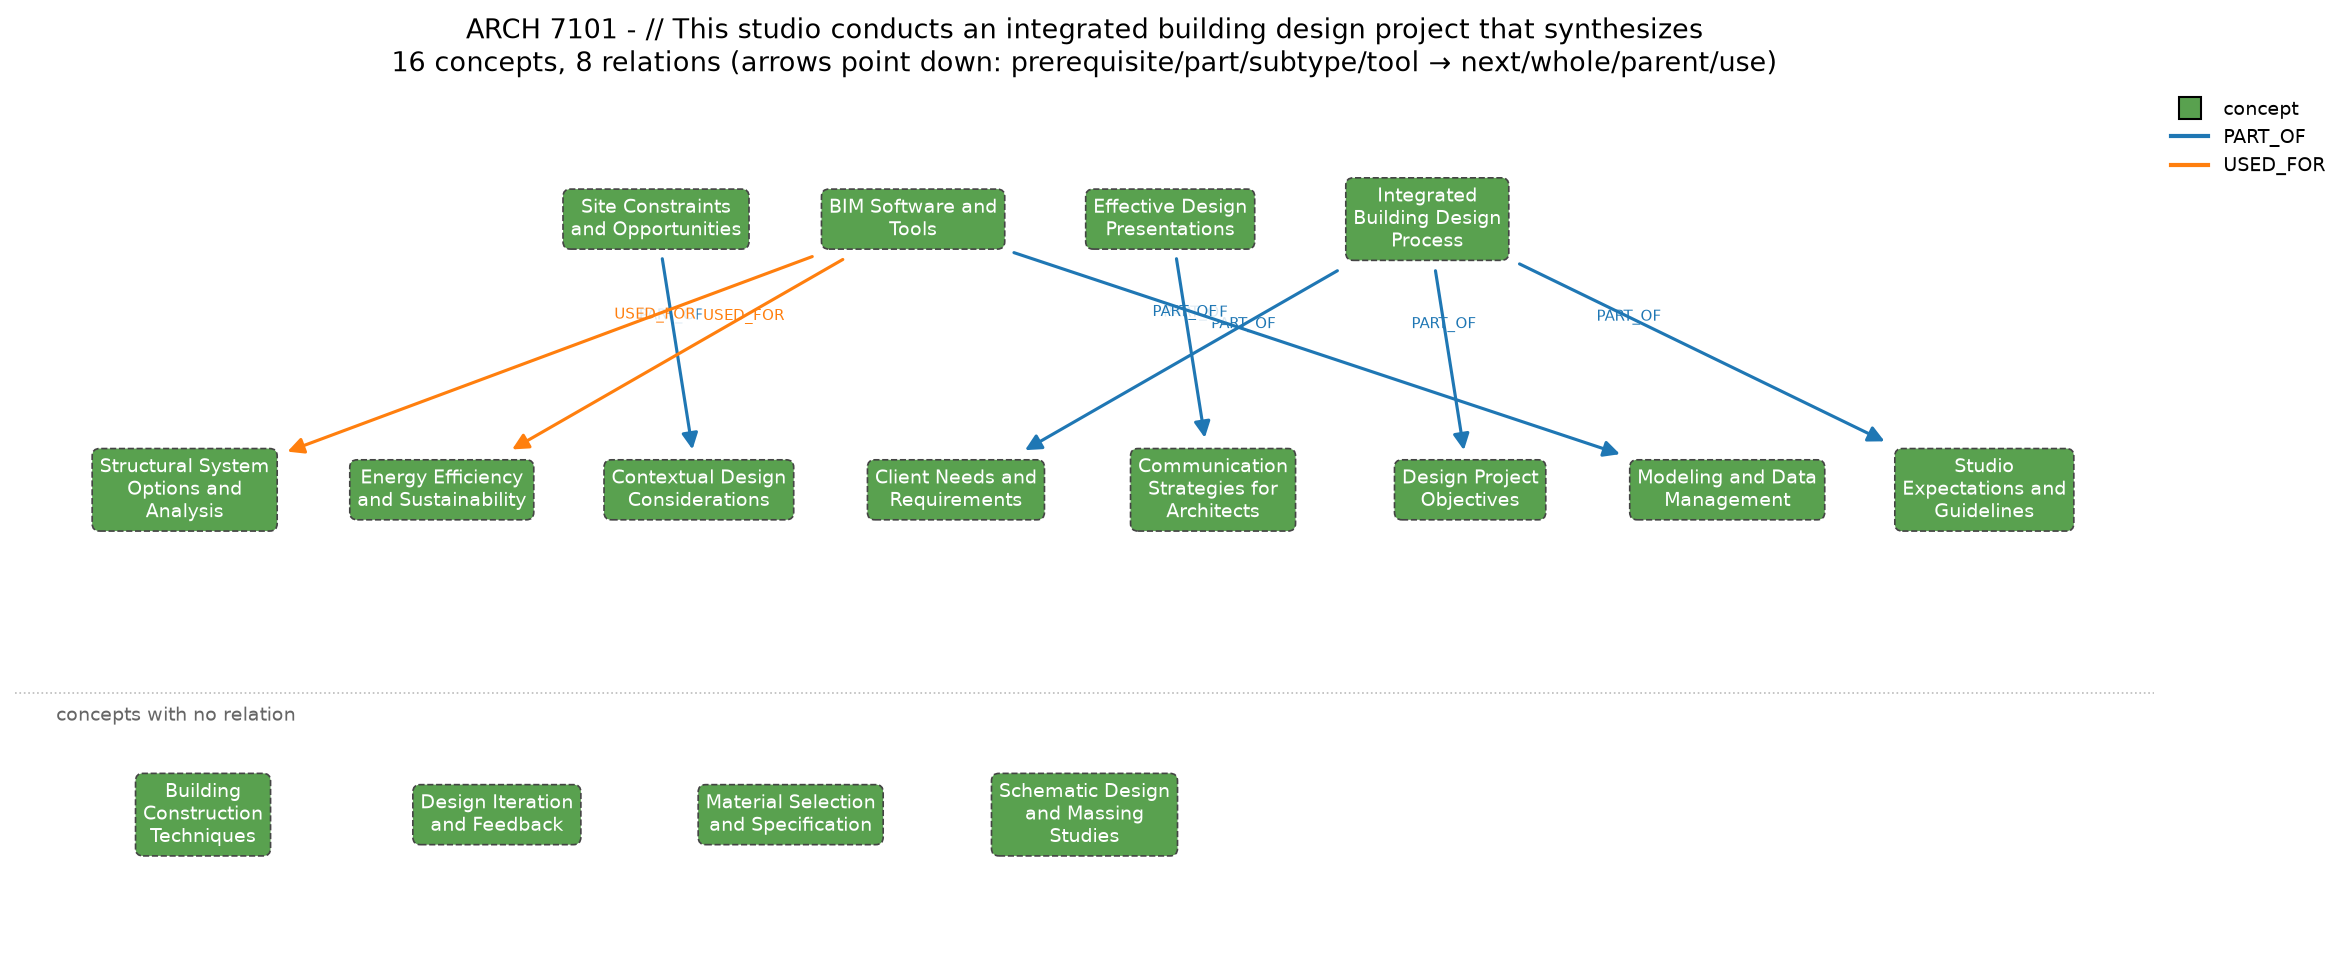 ARCH 7101 - // This studio conducts an integrated building design project that synthesizes
16 concepts, 8 relations (arrows point down: prerequisite/part/subtype/tool → next/whole/parent/use)
concept
PART_OF
USED_FOR
Site Constraints
and Opportunities
BIM Software and
Tools
Effective Design
Presentations
Integrated
Building Design
Process
USED_FOR
USED_FOR
PART_OF
PART_OF
PART_OF
PART_OF
Structural System
Options and
Analysis
Energy Efficiency
and Sustainability
Contextual Design
Considerations
Client Needs and
Requirements
Communication
Strategies for
Architects
Design Project
Objectives
Modeling and Data
Management
Studio
Expectations and
Guidelines
concepts with no relation
Building
Construction
Techniques
Design Iteration
and Feedback
Material Selection
and Specification
Schematic Design
and Massing
Studies